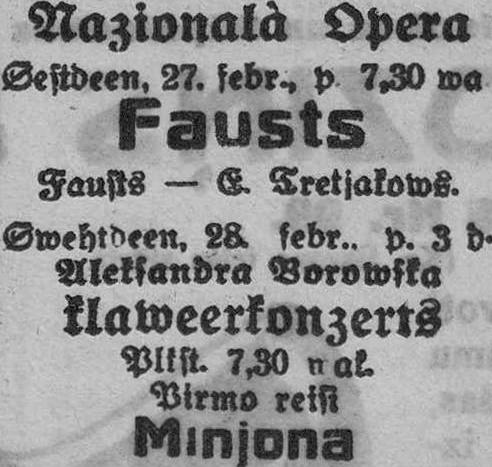 Nazionalà Opera
Sestdeen, 27. febr., p. 7,30 wa
Fausts
Fausts — E. Tretjakows.
Swehtdeen, 28. febr.. p. 3 d.
Aleksandra Borowska
klaweerkonzerts
Plkst. 7,30 wak.
Pirmo reisi
Minjona